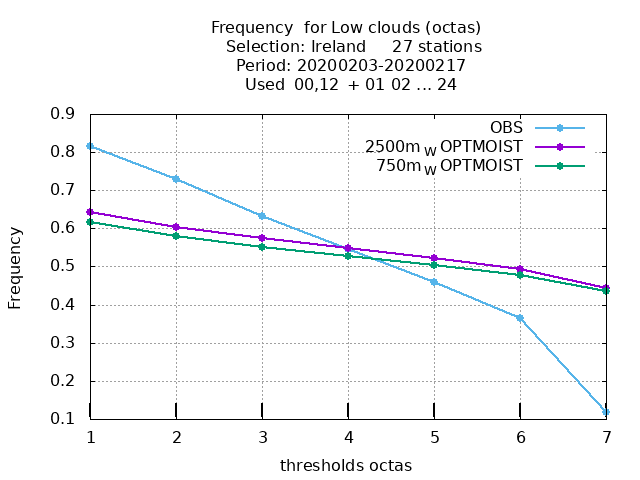 Frequency  for Low clouds (octas)
Selection: Ireland     27 stations
Period: 20200203-20200217
Used  00,12  + 01 02 ... 24
OBS
2500m_W OPTMOIST
750m_W OPTMOIST
0.9
0.8
0.7
0.6
0.5
0.4
0.3
0.2
0.1
Frequency
1 2 3 4 5 6 7
thresholds octas